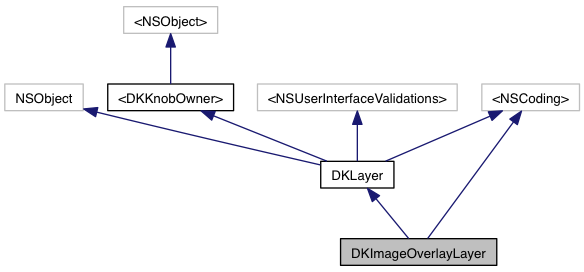 <NSObject>
NSObject
<DKKnobOwner>
<NSUserInterfaceValidations>
<NSCoding>
DKLayer
DKImageOverlayLayer